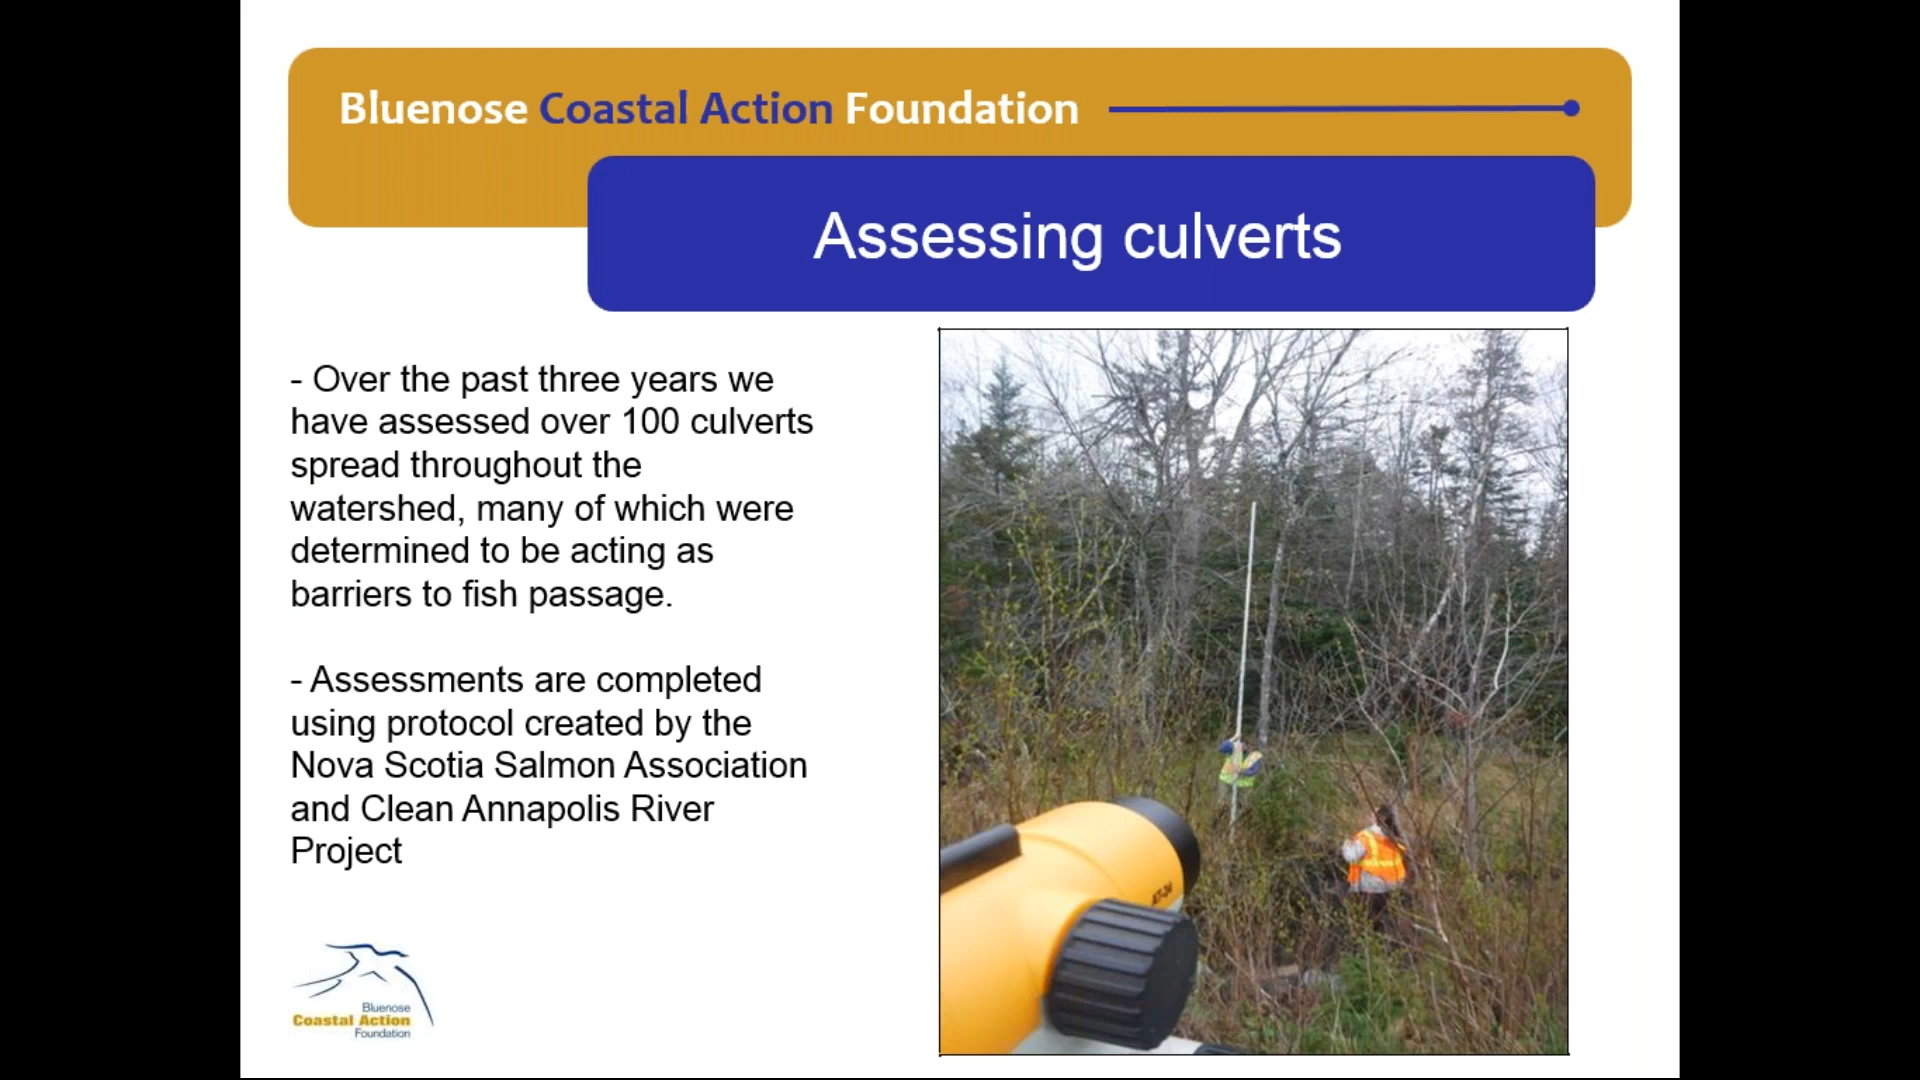 Bluenose Coastal Action Foundation
Assessing culverts
- Over the past three years we
have assessed over 100 culverts
spread throughout the
watershed, many of which were
determined to be acting as
barriers to fish passage.
- Assessments are completed
using protocol created by the
Nova Scotia Salmon Association
and Clean Annapolis River
Project
AT-24
Bluenose
Coastal Action
Foundation